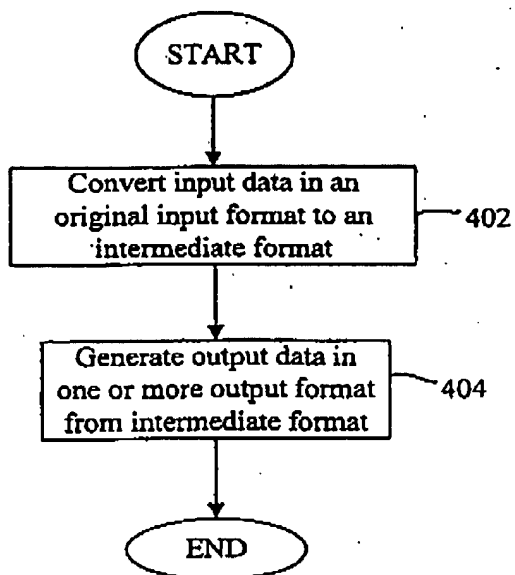 START
Convert input data in an
original input format to an
intermediate format
402
Generate output data in
one or more output format
from intermediate format
404
END